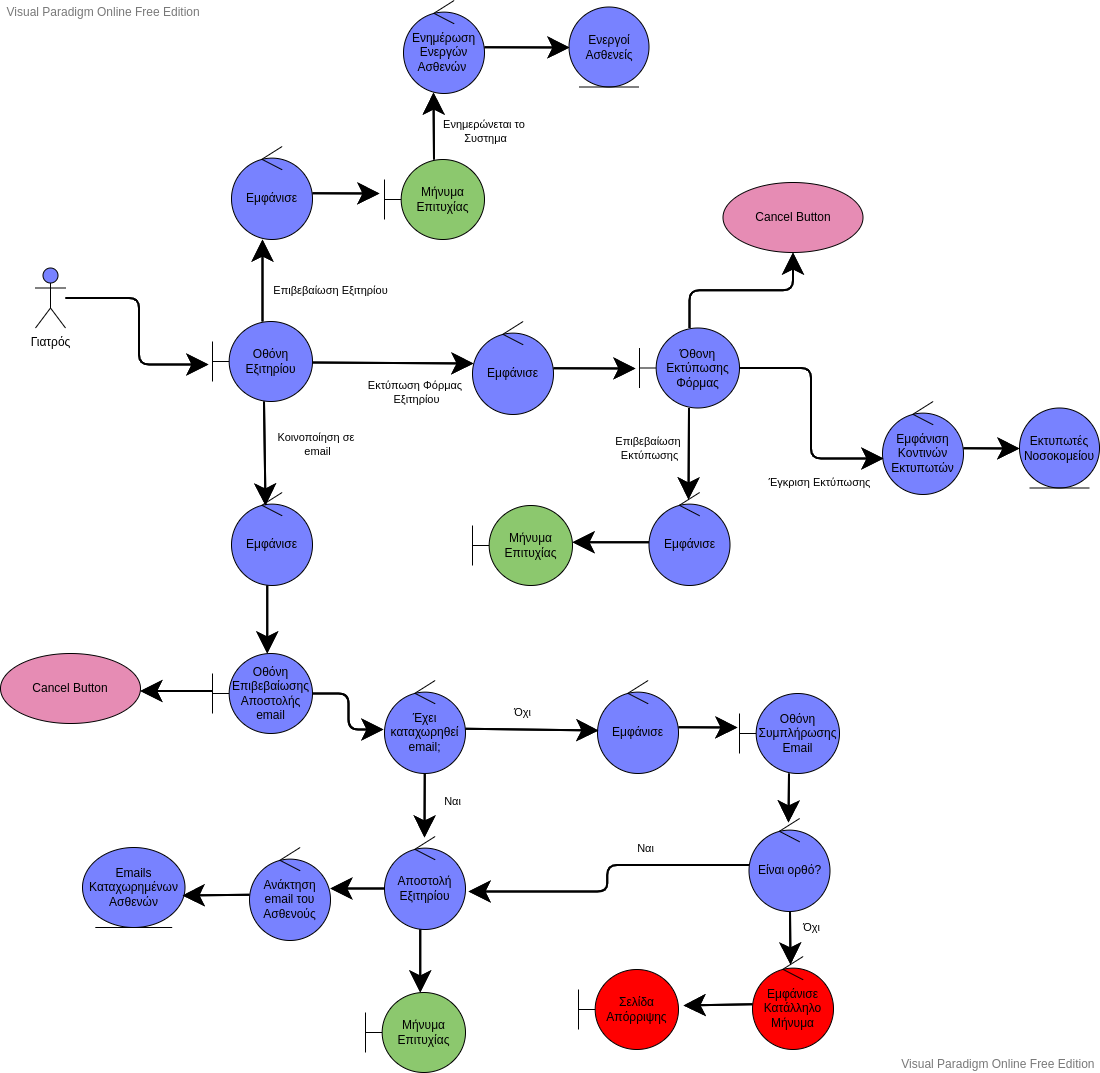 Visual Paradigm Online Free Edition
Ενημέρωση
Ενεργών
Ασθενών
Ενεργοί
Ασθενείς
Ενημερώνεται το
Συστημα
Εμφάνισε
Μήνυμα
Επιτυχίας
Cancel Button
Γιατρός
Επιβεβαίωση Εξιτηρίου
Οθόνη
Εξιτηρίου
Εκτύπωση Φόρμας
Εξιτηρίου
Εμφάνισε
Όθονη
Εκτύπωσης
Φόρμας
Κοινοποίηση σε
email
Επιβεβαίωση
Εκτύπωσης
Έγκριση Εκτύπωσης
Εμφάνιση
Κοντινών
Εκτυπωτών
Εκτυπωτές
Νοσοκομείου
Εμφάνισε
Μήνυμα
Επιτυχίας
Εμφάνισε
Cancel Button
Οθόνη
Επιβεβαίωσης
Αποστολής
email
Έχει
καταχωρηθεί
email;
Όχι
Εμφάνισε
Οθόνη
Συμπλήρωσης
Email
Ναι
Ναι
Είναι ορθό?
Emails
Καταχωρημένων
Ασθενών
Ανάκτηση
email του
Ασθενούς
Αποστολή
Εξιτηρίου
Όχι
Μήνυμα
Επιτυχίας
Σελίδα
Απόρριψης
Εμφάνισε
Κατάλληλο
Μήνυμα
Visual Paradigm Online Free Edition